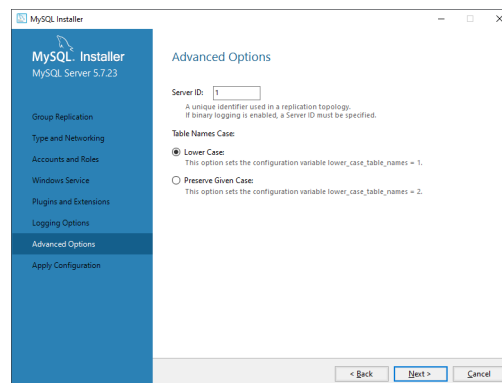 MySQL Installer
MySQL. Installer
MySQL Server 5.7.23
Group Replication
Type and Networking
Accounts and Roles
Windows Service
Plugins and Extensions
Logging Options
Advanced Options
Apply Configuration
Advanced Options
Server ID: 1
A unique identifier used in a replication topology.
If binary logging is enabled, a Server ID must be specified.
Table Names Case:
Lower Case:
This option sets the configuration variable lower_case_table_names = 1.
Preserve Given Case:
This option sets the configuration variable lower_case_table_names = 2.
< Back
Next >
Cancel